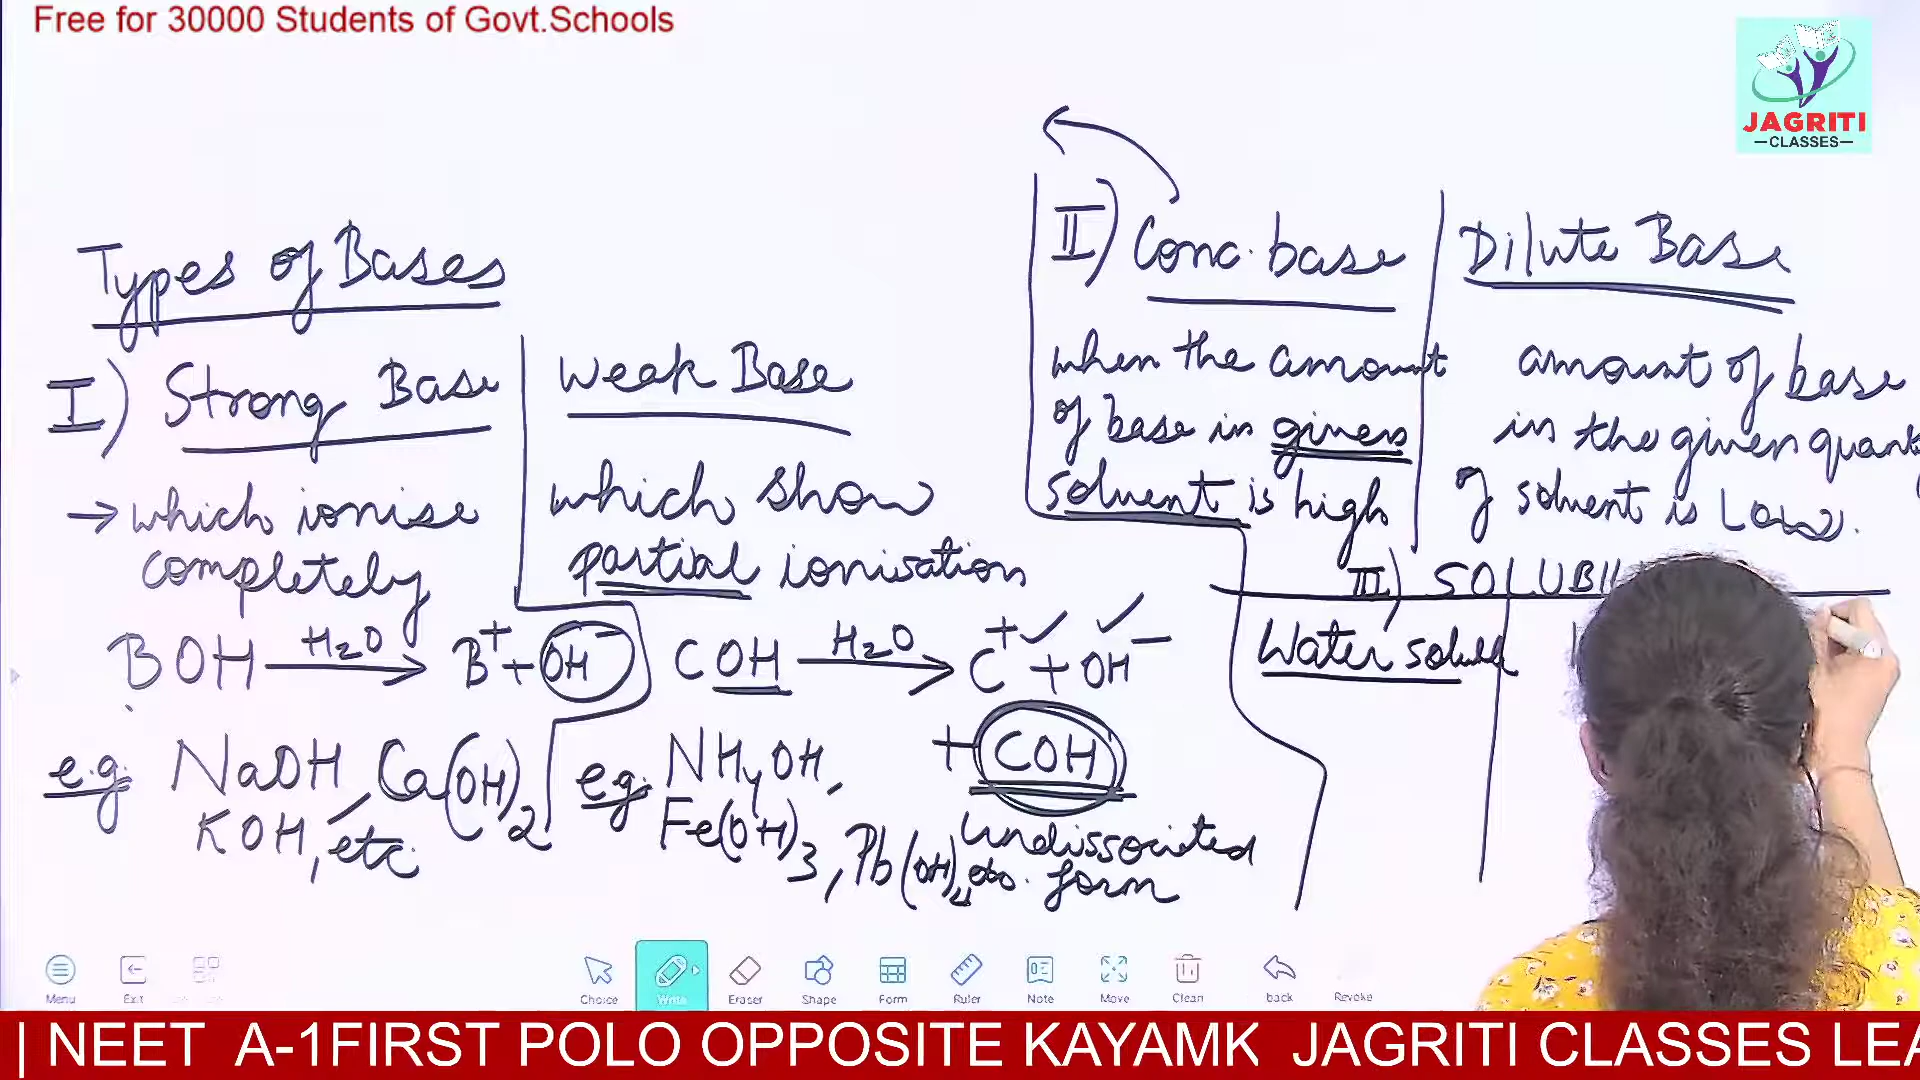 Free for 30000 Students of Govt.Schools
JAGRITI
—CLASSES—
Types of Bases
I) Strong Base
→ which ionise
completely
BOH H₂O → B⁺ + OH⁻
e.g. NaOH, Ca(OH)₂
KOH, etc
Weak Base
which show
partial ionisation
COH H₂O → C⁺ + OH⁻
+ COH
undissociated
form
e.g. NH₄OH,
Fe(OH)₃, Pb(OH)₂, etc.
II) Conc. base
when the amount
of base in given
solvent is high
Dilute Base
amount of base
in the given
of solvent is Low.
III)
Water
Menu
Exit
Choice
Write
Eraser
Shape
Form
Ruler
Note
Move
Clean
back
Revoke
| NEET A-1FIRST POLO OPPOSITE KAYAMK JAGRITI CLASSES